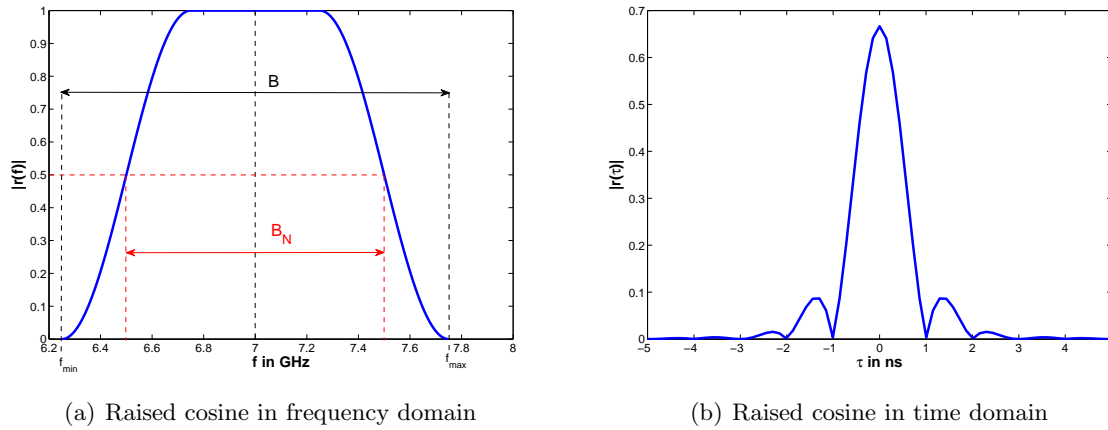 1
0.9
0.8
0.7
0.6
0.5
0.4
0.3
0.2
0.1
0
|r(f)|
B
B_N
6.2 6.4 6.6 6.8 7 7.2 7.4 7.6 7.8 8
f_min f in GHz f_max
(a) Raised cosine in frequency domain
0.7
0.6
0.5
0.4
0.3
0.2
0.1
0
|r(τ)|
−5 −4 −3 −2 −1 0 1 2 3 4
τ in ns
(b) Raised cosine in time domain